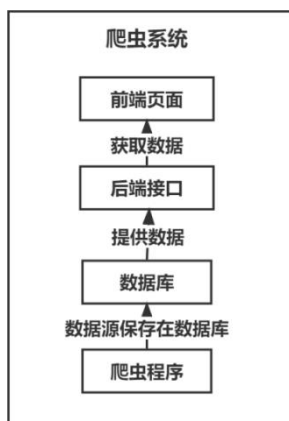 爬虫系统
前端页面
获取数据
后端接口
提供数据
数据库
数据源保存在数据库
爬虫程序